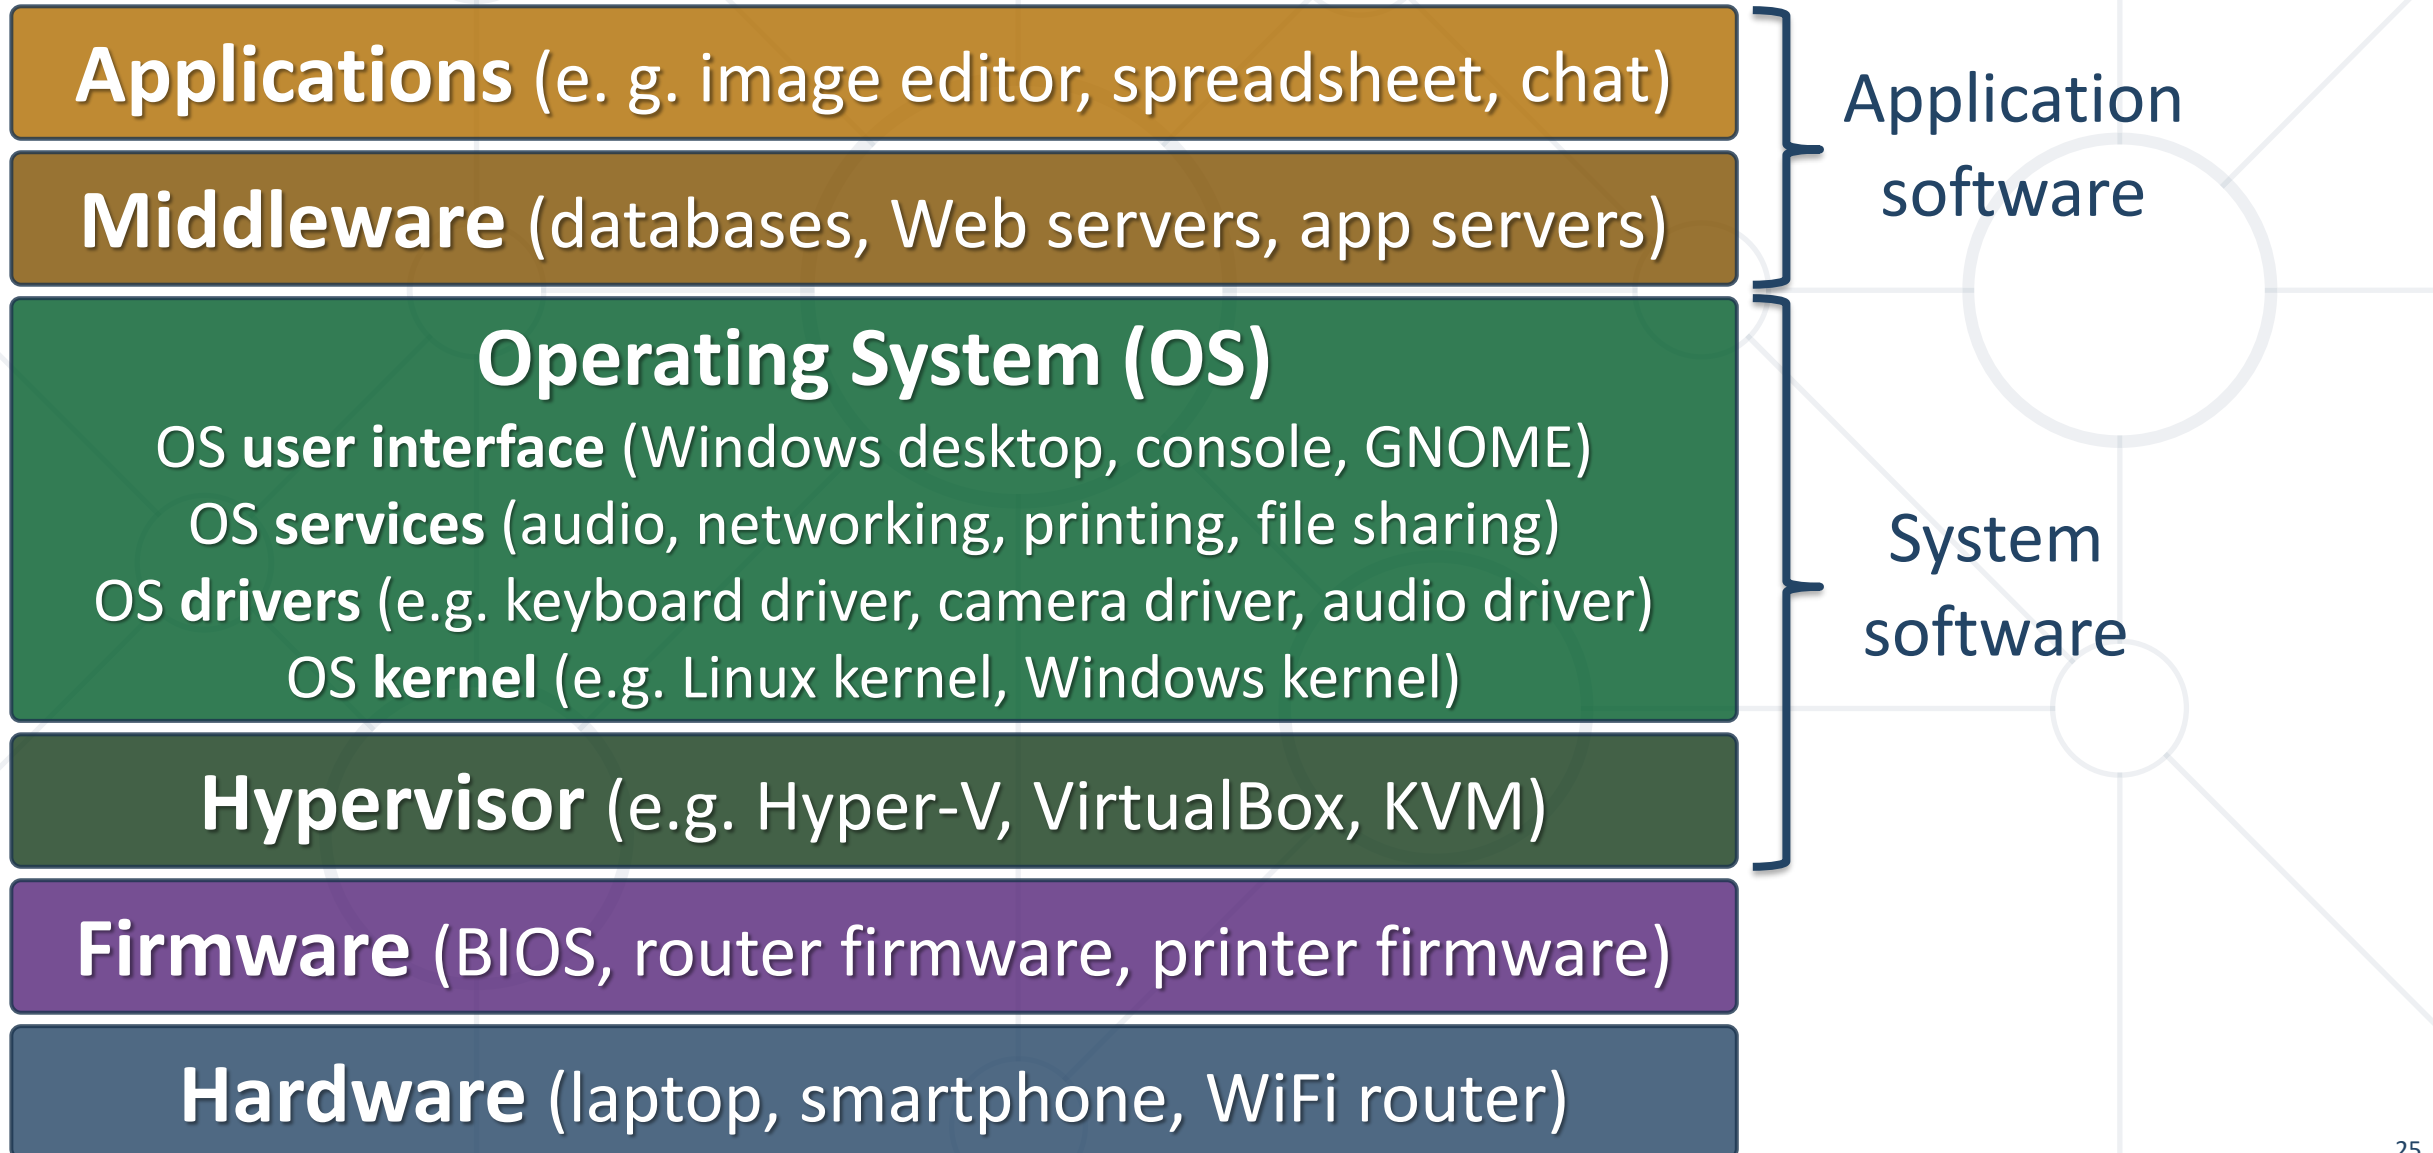 Applications (e. g. image editor, spreadsheet, chat)
Middleware (databases, Web servers, app servers)
Application
software
Operating System (OS)
OS user interface (Windows desktop, console, GNOME)
OS services (audio, networking, printing, file sharing)
OS drivers (e.g. keyboard driver, camera driver, audio driver)
OS kernel (e.g. Linux kernel, Windows kernel)
Hypervisor (e.g. Hyper-V, VirtualBox, KVM)
System
software
Firmware (BIOS, router firmware, printer firmware)
Hardware (laptop, smartphone, WiFi router)
25